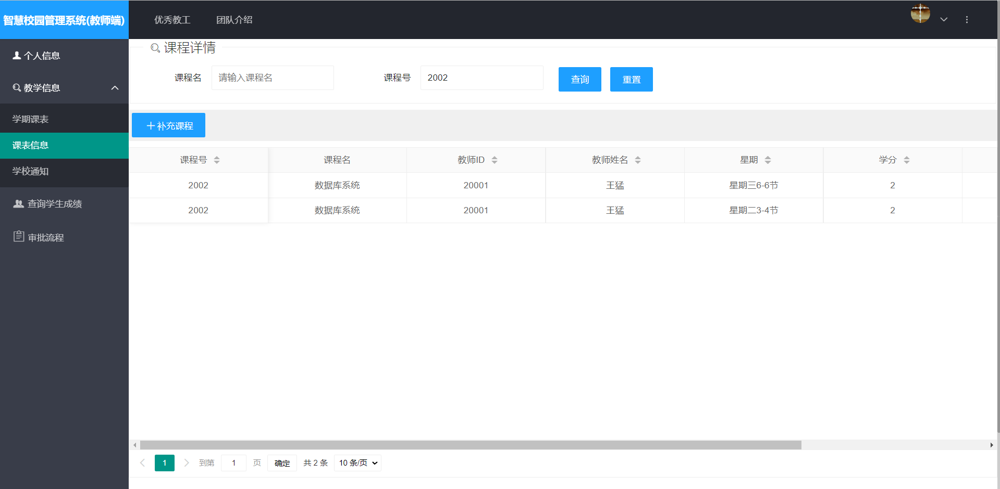 智慧校园管理系统(教师端)
优秀教工 团队介绍
个人信息
教学信息
学期课表
课表信息
学校通知
查询学生成绩
审批流程
课程详情
课程名 请输入课程名 课程号 2002 查询 重置
补充课程
课程号 课程名 教师ID 教师姓名 星期 学分
2002 数据库系统 20001 王猛 星期三6-6节 2
2002 数据库系统 20001 王猛 星期二3-4节 2
1 到第 1 页 确定 共 2 条 10 条/页